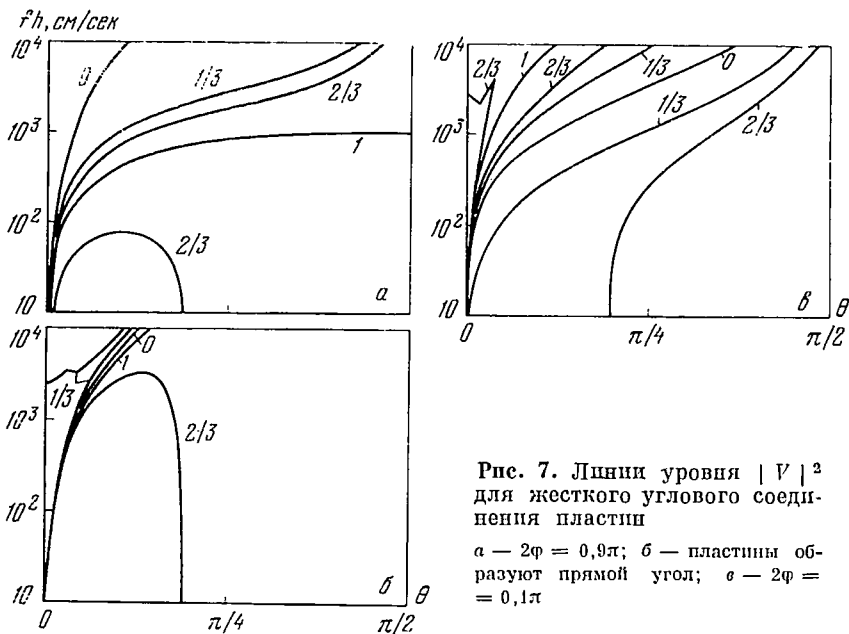 fh, см/сек
10⁴
10³
10²
10
0
1/3
2/3
1
2/3
а
10⁴
10³
10²
10
2/3
1
2/3
1/3
0
1/3
2/3
в
θ
0
π/4
π/2
10⁴
10³
10²
10
1/3
0
1
2/3
б
θ
0
π/4
π/2
Рис. 7. Линии уровня | V |²
для жесткого углового соеди-
нения пластин
а — 2φ = 0,9π; б — пластины об-
разуют прямой угол; в — 2φ =
= 0,1π